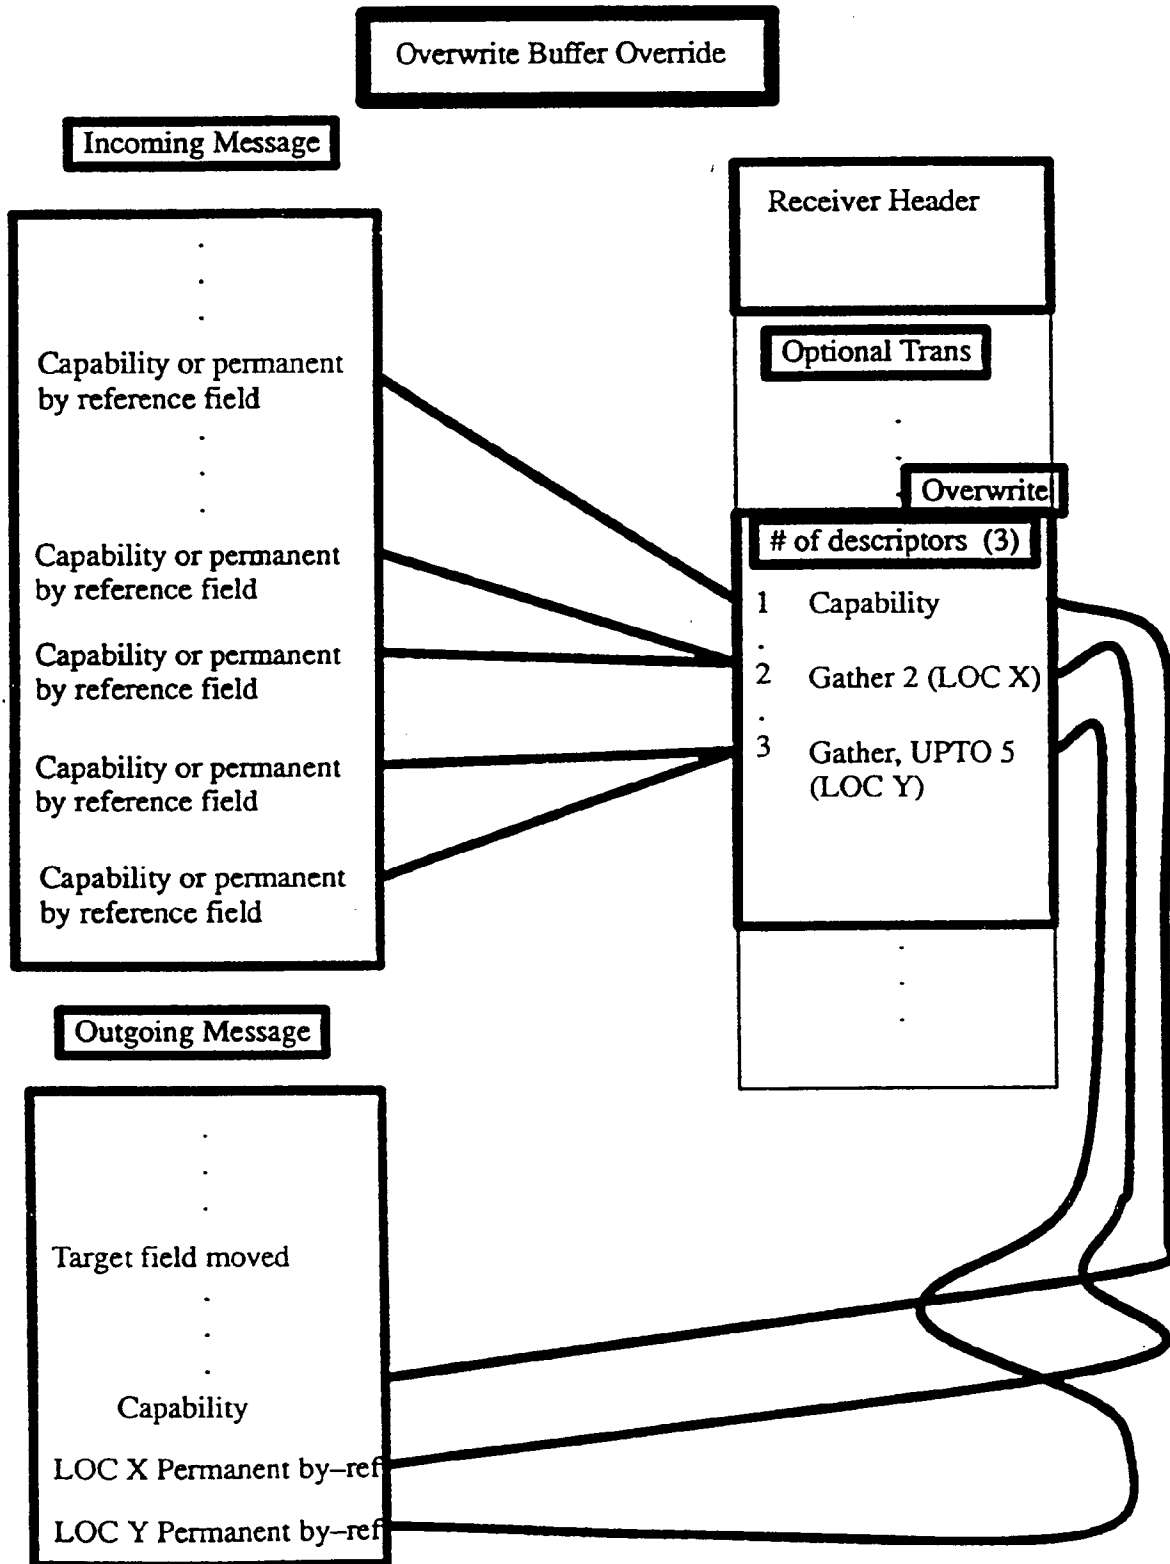 Overwrite Buffer Override
Incoming Message
Capability or permanent
by reference field
Capability or permanent
by reference field
Capability or permanent
by reference field
Capability or permanent
by reference field
Capability or permanent
by reference field
Receiver Header
Optional Trans
Overwrite
# of descriptors (3)
1 Capability
2 Gather 2 (LOC X)
3 Gather, UPTO 5
(LOC Y)
Outgoing Message
Target field moved
Capability
LOC X Permanent by–ref
LOC Y Permanent by–ref